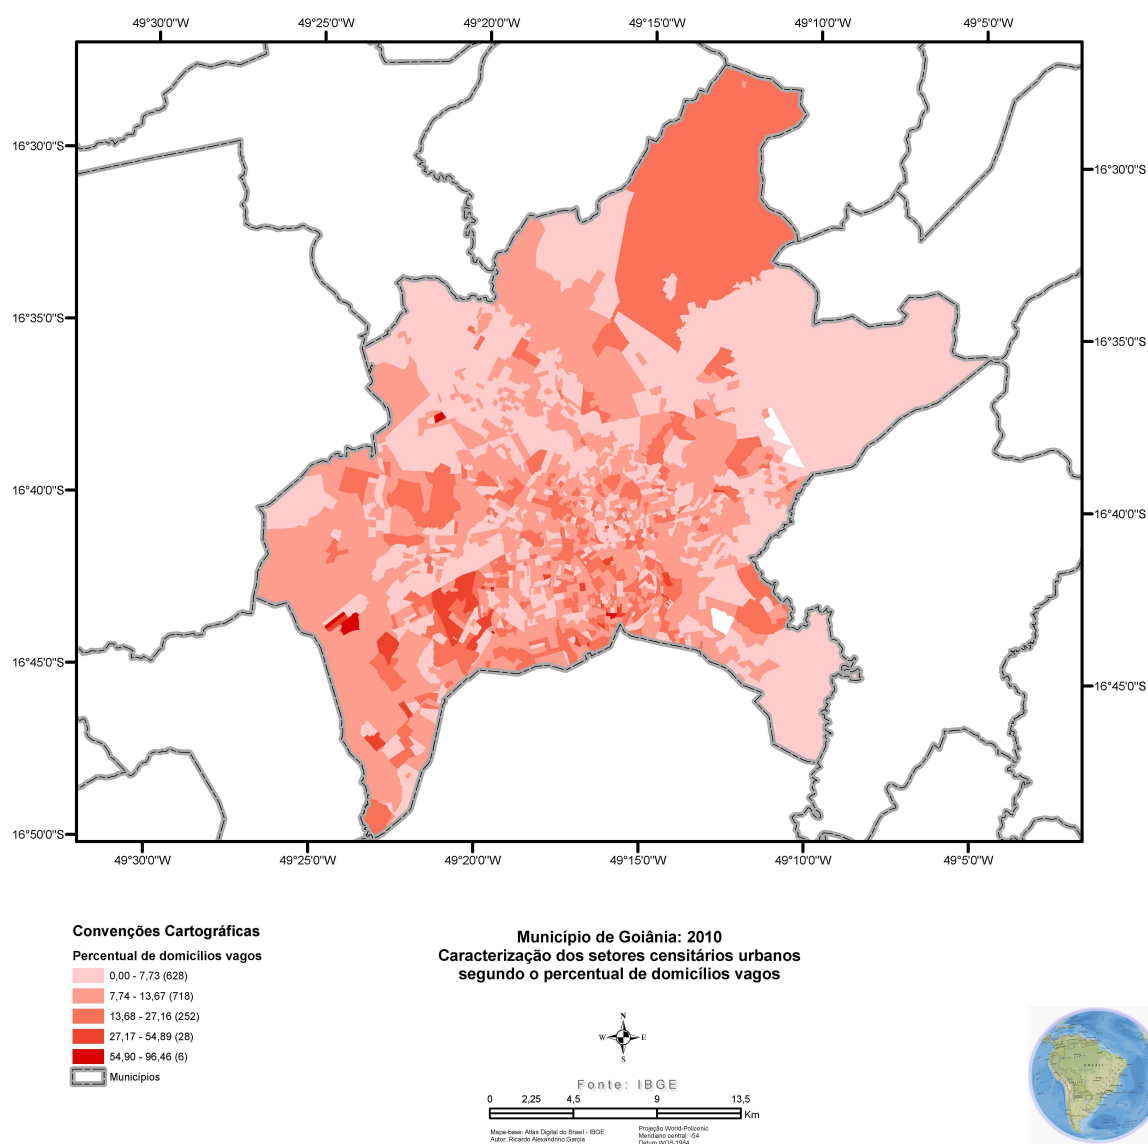 49°30'0"W 49°25'0"W 49°20'0"W 49°15'0"W 49°10'0"W 49°5'0"W
16°30'0"S
16°30'0"S
16°35'0"S
16°35'0"S
16°40'0"S
16°40'0"S
16°45'0"S
16°45'0"S
16°50'0"S
49°30'0"W 49°25'0"W 49°20'0"W 49°15'0"W 49°10'0"W 49°5'0"W
Convenções Cartográficas
Percentual de domicílios vagos
0,00 - 7,73 (628)
7,74 - 13,67 (718)
13,68 - 27,16 (252)
27,17 - 54,89 (28)
54,90 - 96,46 (6)
Municípios
Município de Goiânia: 2010
Caracterização dos setores censitários urbanos
segundo o percentual de domicílios vagos
N
W E
S
Fonte: IBGE
0 2,25 4,5 9 13,5
Km
Mapa-base: Atlas Digital do Brasil - IBGE
Autor: Ricardo Alexandrino Garcia
Projeção World-Policonic
Meridiano central: -54
Datum WGS 1984
BRASIL